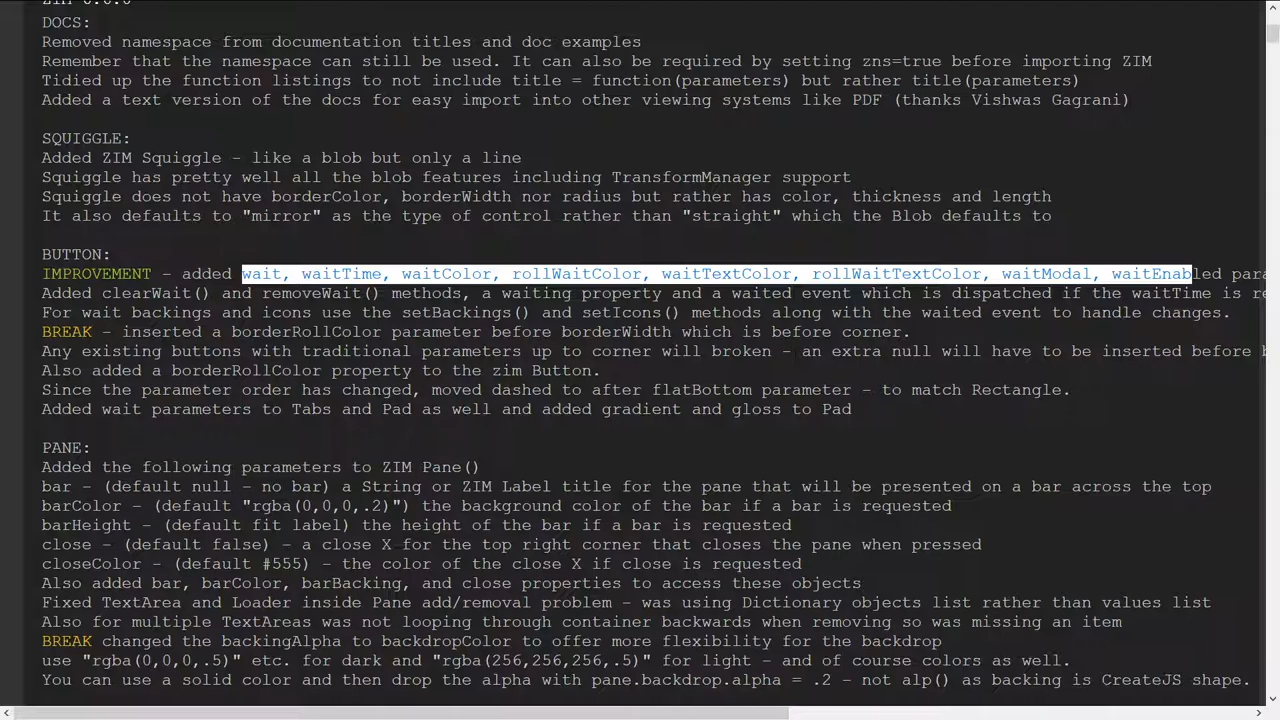 DOCS:
Removed namespace from documentation titles and doc examples
Remember that the namespace can still be used. It can also be required by setting zns=true before importing ZIM
Tidied up the function listings to not include title = function(parameters) but rather title(parameters)
Added a text version of the docs for easy import into other viewing systems like PDF (thanks Vishwas Gagrani)
SQUIGGLE:
Added ZIM Squiggle - like a blob but only a line
Squiggle has pretty well all the blob features including TransformManager support
Squiggle does not have borderColor, borderWidth nor radius but rather has color, thickness and length
It also defaults to "mirror" as the type of control rather than "straight" which the Blob defaults to
BUTTON:
IMPROVEMENT - added wait, waitTime, waitColor, rollWaitColor, waitTextColor, rollWaitTextColor, waitModal, waitEnabled para
Added clearWait() and removeWait() methods, a waiting property and a waited event which is dispatched if the waitTime is re
For wait backings and icons use the setBackings() and setIcons() methods along with the waited event to handle changes.
BREAK - inserted a borderRollColor parameter before borderWidth which is before corner.
Any existing buttons with traditional parameters up to corner will broken - an extra null will have to be inserted before b
Also added a borderRollColor property to the zim Button.
Since the parameter order has changed, moved dashed to after flatBottom parameter - to match Rectangle.
Added wait parameters to Tabs and Pad as well and added gradient and gloss to Pad
PANE:
Added the following parameters to ZIM Pane()
bar - (default null - no bar) a String or ZIM Label title for the pane that will be presented on a bar across the top
barColor - (default "rgba(0,0,0,.2)") the background color of the bar if a bar is requested
barHeight - (default fit label) the height of the bar if a bar is requested
close - (default false) - a close X for the top right corner that closes the pane when pressed
closeColor - (default #555) - the color of the close X if close is requested
Also added bar, barColor, barBacking, and close properties to access these objects
Fixed TextArea and Loader inside Pane add/removal problem - was using Dictionary objects list rather than values list
Also for multiple TextAreas was not looping through container backwards when removing so was missing an item
BREAK changed the backingAlpha to backdropColor to offer more flexibility for the backdrop
use "rgba(0,0,0,.5)" etc. for dark and "rgba(256,256,256,.5)" for light - and of course colors as well.
You can use a solid color and then drop the alpha with pane.backdrop.alpha = .2 - not alp() as backing is CreateJS shape.